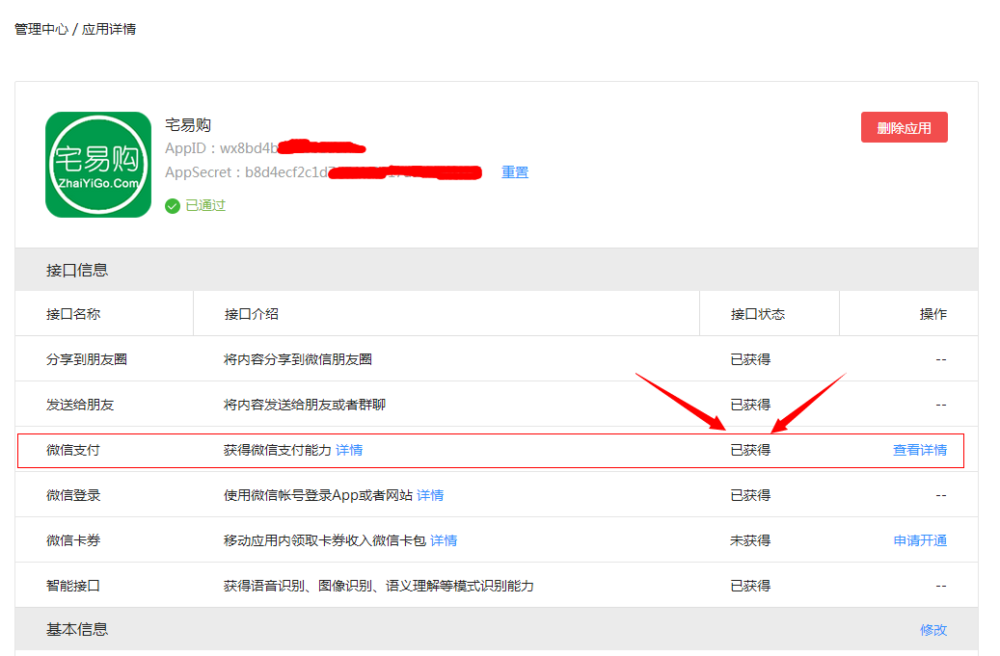 管理中心 / 应用详情
宅易购
ZhaiYiGo.Com
宅易购
删除应用
AppID : wx8bd4b
AppSecret : b8d4ecf2c1d 重置
已通过
接口信息
接口名称 接口介绍 接口状态 操作
分享到朋友圈 将内容分享到微信朋友圈 已获得 --
发送给朋友 将内容发送给朋友或者群聊 已获得 --
微信支付 获得微信支付能力 详情 已获得 查看详情
微信登录 使用微信帐号登录App或者网站 详情 已获得 --
微信卡券 移动应用内领取卡券收入微信卡包 详情 未获得 申请开通
智能接口 获得语音识别、图像识别、语义理解等模式识别能力 已获得 --
基本信息 修改